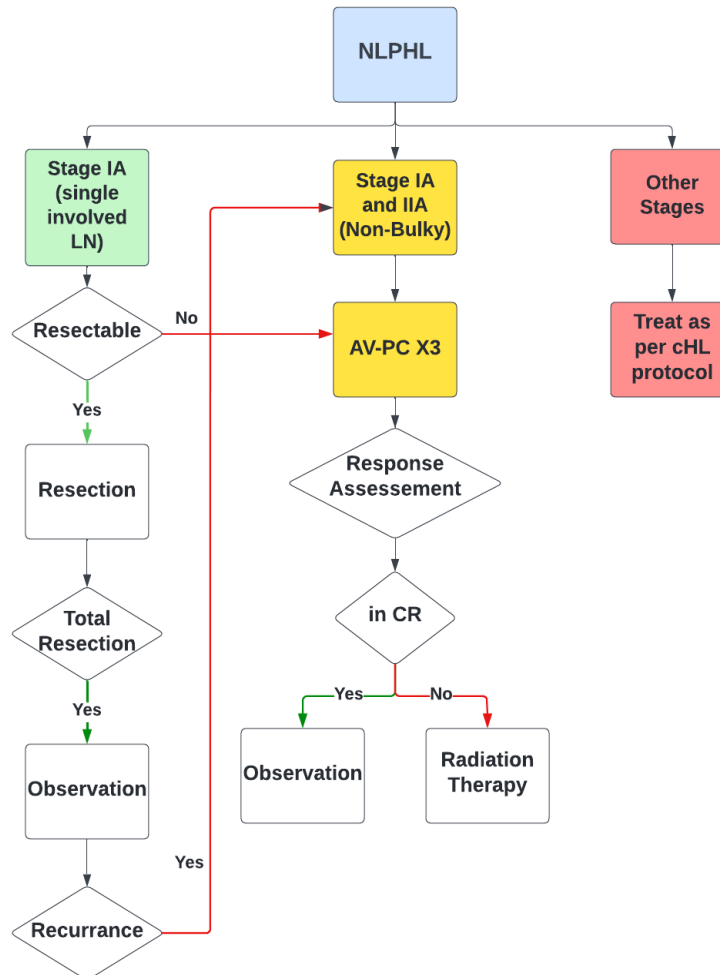 NLPHL
Stage IA
(single
involved
LN)
Stage IA
and IIA
(Non-Bulky)
Other
Stages
Resectable
No
AV-PC X3
Treat as
per cHL
protocol
Yes
Response
Assessement
Resection
Total
Resection
in CR
Yes
Yes
No
Observation
Observation
Radiation
Therapy
Yes
Recurrance